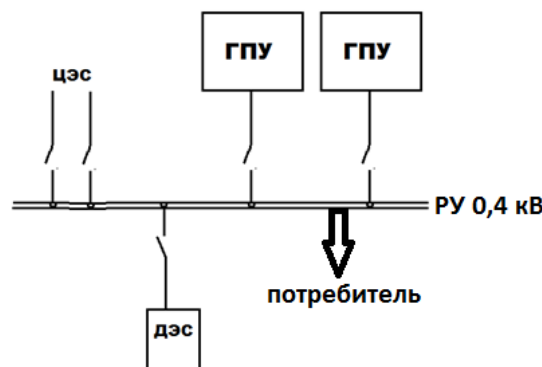 ГПУ ГПУ
цэс
РУ 0,4 кВ
потребитель
дэс